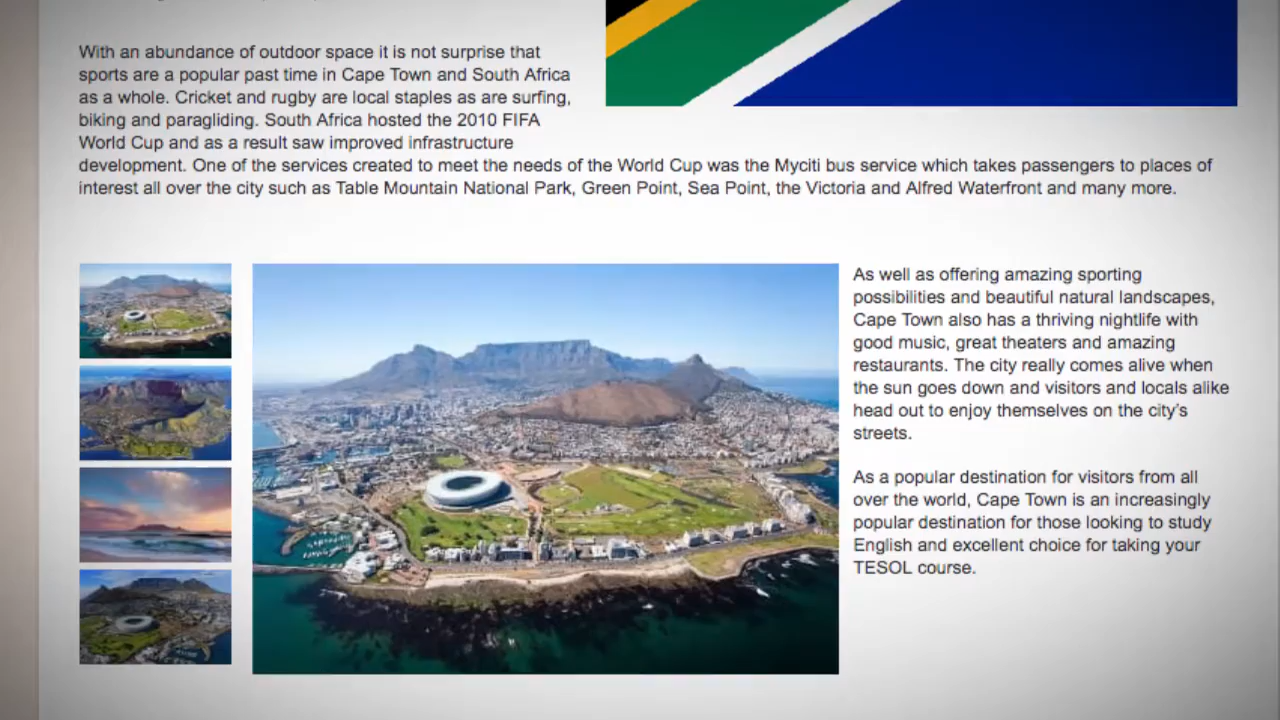 With an abundance of outdoor space it is not surprise that
sports are a popular past time in Cape Town and South Africa
as a whole. Cricket and rugby are local staples as are surfing,
biking and paragliding. South Africa hosted the 2010 FIFA
World Cup and as a result saw improved infrastructure
development. One of the services created to meet the needs of the World Cup was the Myciti bus service which takes passengers to places of
interest all over the city such as Table Mountain National Park, Green Point, Sea Point, the Victoria and Alfred Waterfront and many more.
As well as offering amazing sporting
possibilities and beautiful natural landscapes,
Cape Town also has a thriving nightlife with
good music, great theaters and amazing
restaurants. The city really comes alive when
the sun goes down and visitors and locals alike
head out to enjoy themselves on the city's
streets.
As a popular destination for visitors from all
over the world, Cape Town is an increasingly
popular destination for those looking to study
English and excellent choice for taking your
TESOL course.